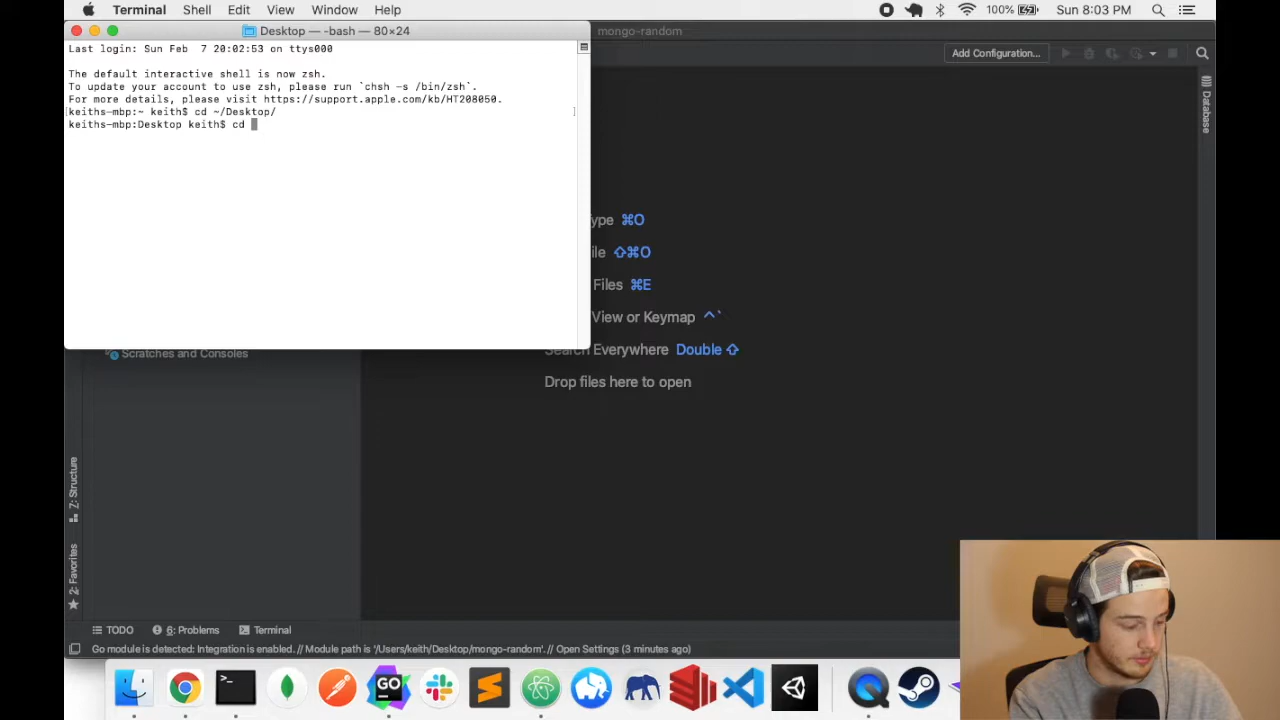 Terminal Shell Edit View Window Help 100% Sun 8:03 PM
Desktop — -bash — 80×24
mongo-random
Last login: Sun Feb  7 20:02:53 on ttys000
Add Configuration...
The default interactive shell is now zsh.
To update your account to use zsh, please run `chsh -s /bin/zsh`.
For more details, please visit https://support.apple.com/kb/HT208050.
keiths-mbp:~ keith$ cd ~/Desktop/
keiths-mbp:Desktop keith$ cd
Database
ype ⌘O
ile ⇧⌘O
Files ⌘E
View or Keymap ^`
Search Everywhere Double ⇧
Scratches and Consoles
Drop files here to open
Z: Structure
2: Favorites
TODO 6: Problems Terminal
Go module is detected: Integration is enabled. // Module path is '/Users/keith/Desktop/mongo-random'. // Open Settings (3 minutes ago)
>_
GO